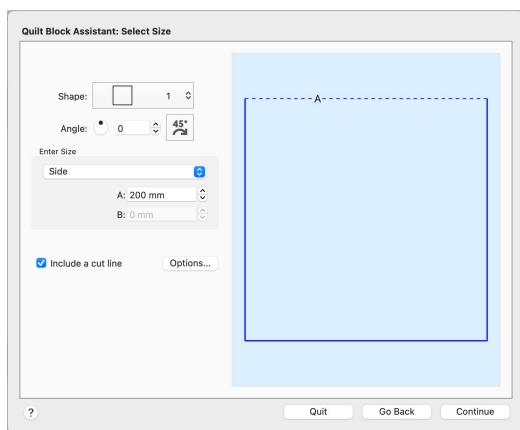 Quilt Block Assistant: Select Size
Shape: 1
Angle: 0 45°
Enter Size
Side
A: 200 mm
B: 0 mm
Include a cut line Options...
A
? Quit Go Back Continue